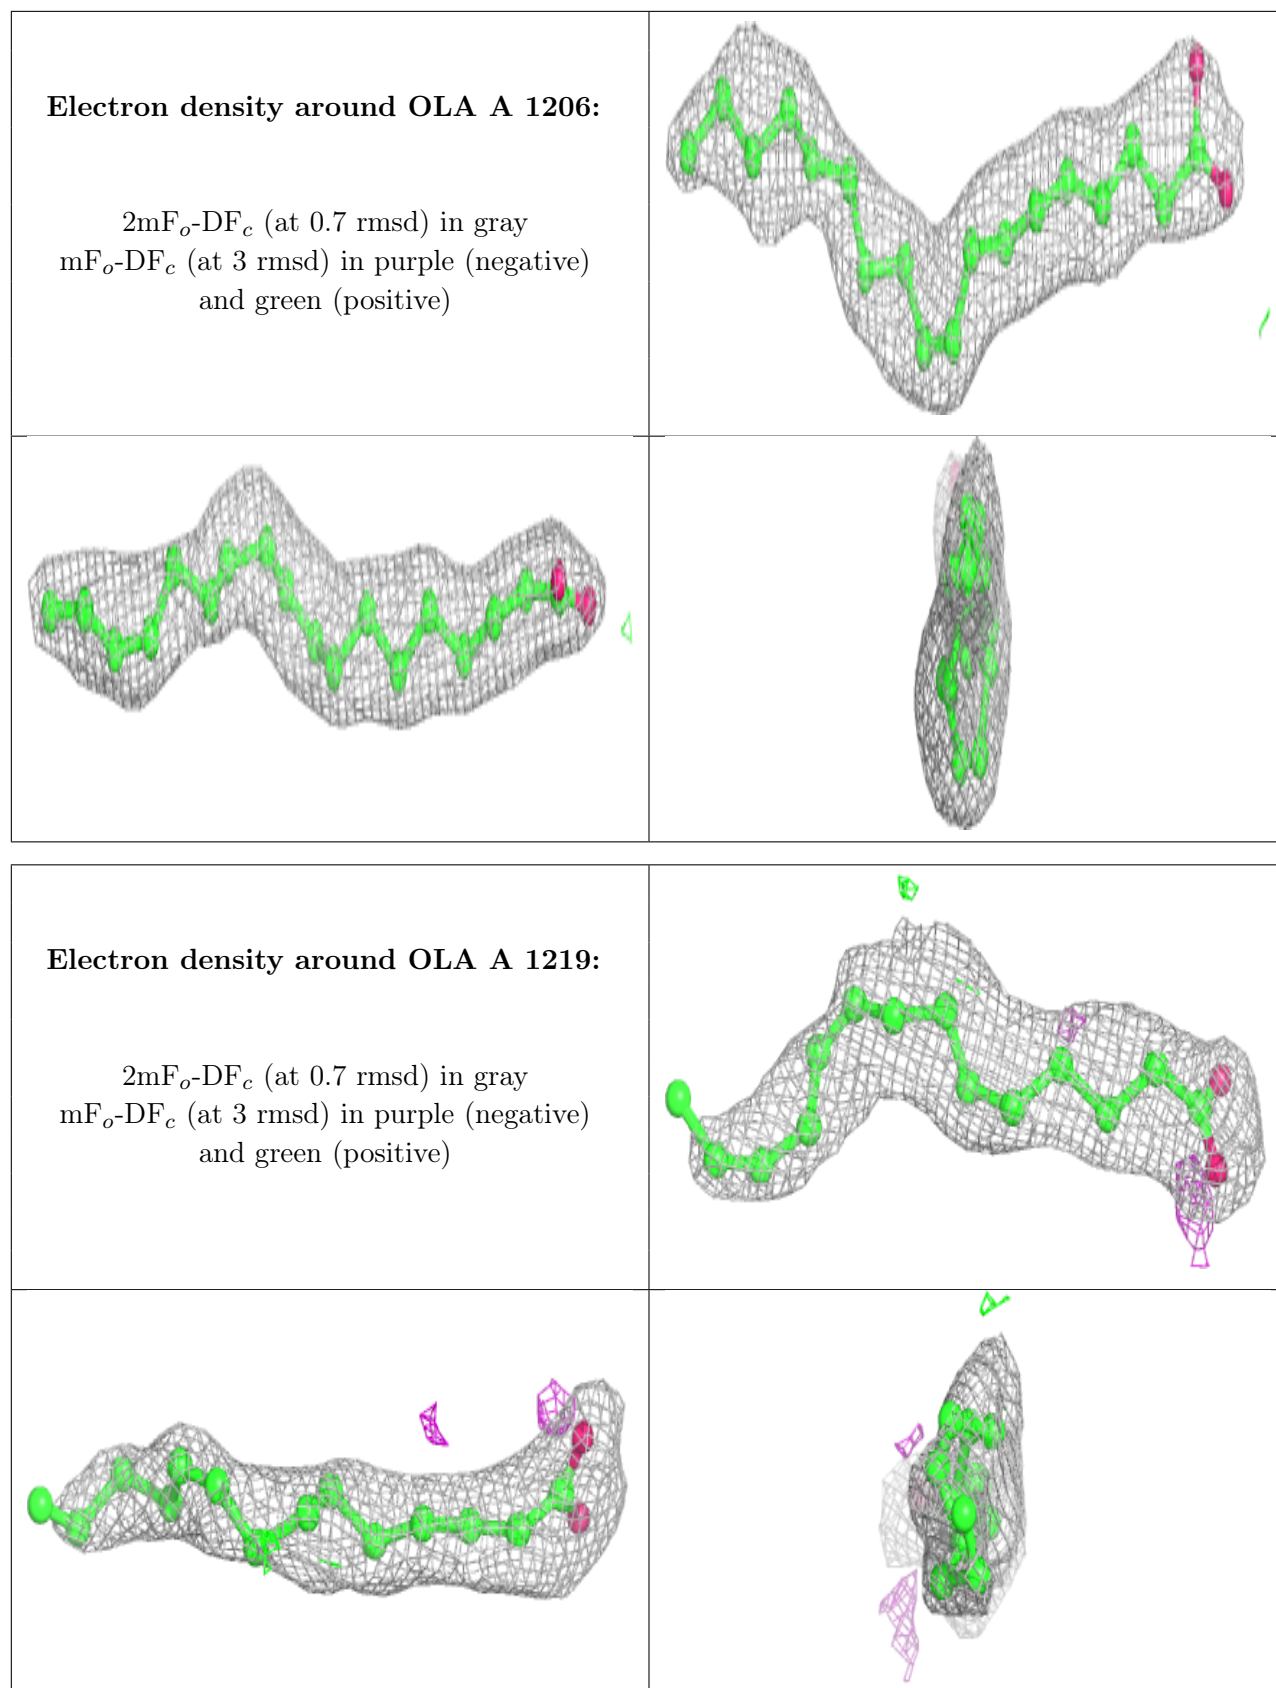 Electron density around OLA A 1206:
2mFₒ-DF𝒸 (at 0.7 rmsd) in gray
mFₒ-DF𝒸 (at 3 rmsd) in purple (negative)
and green (positive)
Electron density around OLA A 1219:
2mFₒ-DF𝒸 (at 0.7 rmsd) in gray
mFₒ-DF𝒸 (at 3 rmsd) in purple (negative)
and green (positive)